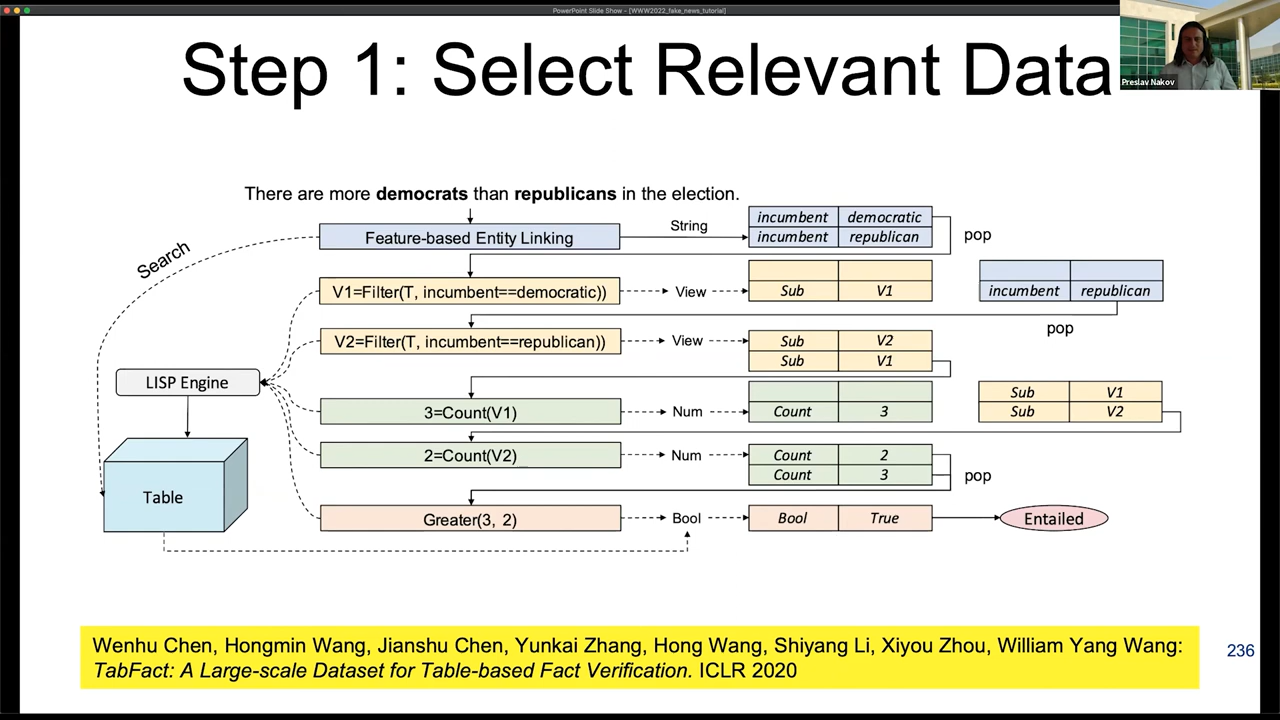 PowerPoint Slide Show - [WWW2022_fake_news_tutorial]
Preslav Nakov
Step 1: Select Relevant Data
There are more democrats than republicans in the election.
Search
Feature-based Entity Linking
String
incumbent democratic
incumbent republican
pop
V1=Filter(T, incumbent==democratic))
View
Sub V1
incumbent republican
pop
V2=Filter(T, incumbent==republican))
View
Sub V2
Sub V1
LISP Engine
3=Count(V1)
Num
Count 3
Sub V1
Sub V2
2=Count(V2)
Num
Count 2
Count 3
pop
Table
Greater(3, 2)
Bool
Bool True
Entailed
Wenhu Chen, Hongmin Wang, Jianshu Chen, Yunkai Zhang, Hong Wang, Shiyang Li, Xiyou Zhou, William Yang Wang:
TabFact: A Large-scale Dataset for Table-based Fact Verification. ICLR 2020
236